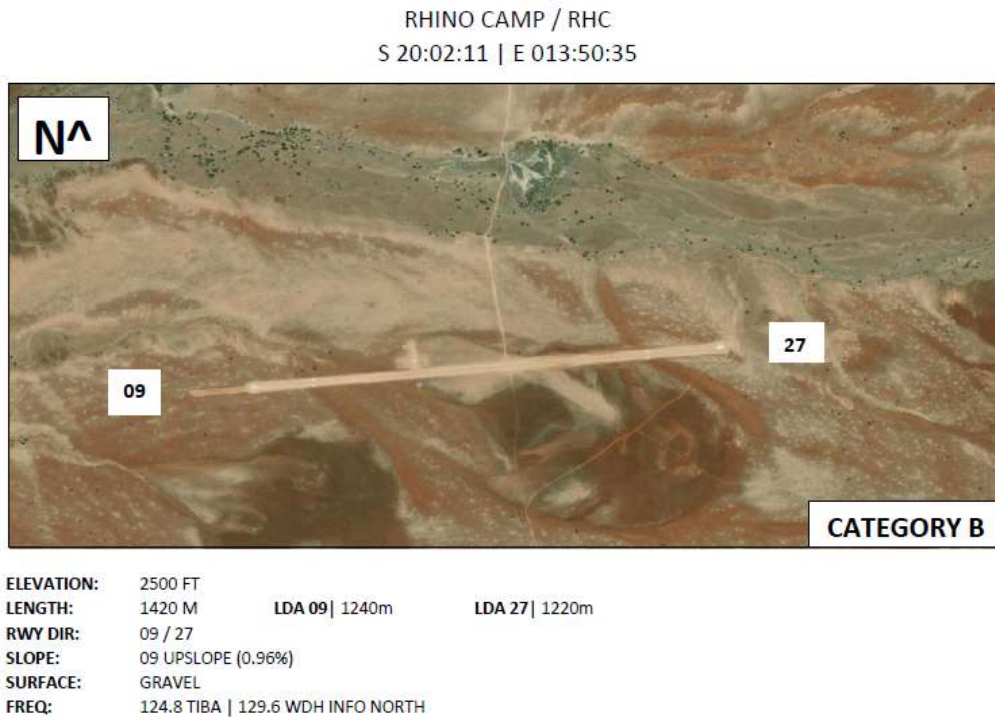 RHINO CAMP / RHC
S 20:02:11 | E 013:50:35
N^
27
09
CATEGORY B
ELEVATION: 2500 FT
LENGTH: 1420 M LDA 09| 1240m LDA 27| 1220m
RWY DIR: 09 / 27
SLOPE: 09 UPSLOPE (0.96%)
SURFACE: GRAVEL
FREQ: 124.8 TIBA | 129.6 WDH INFO NORTH